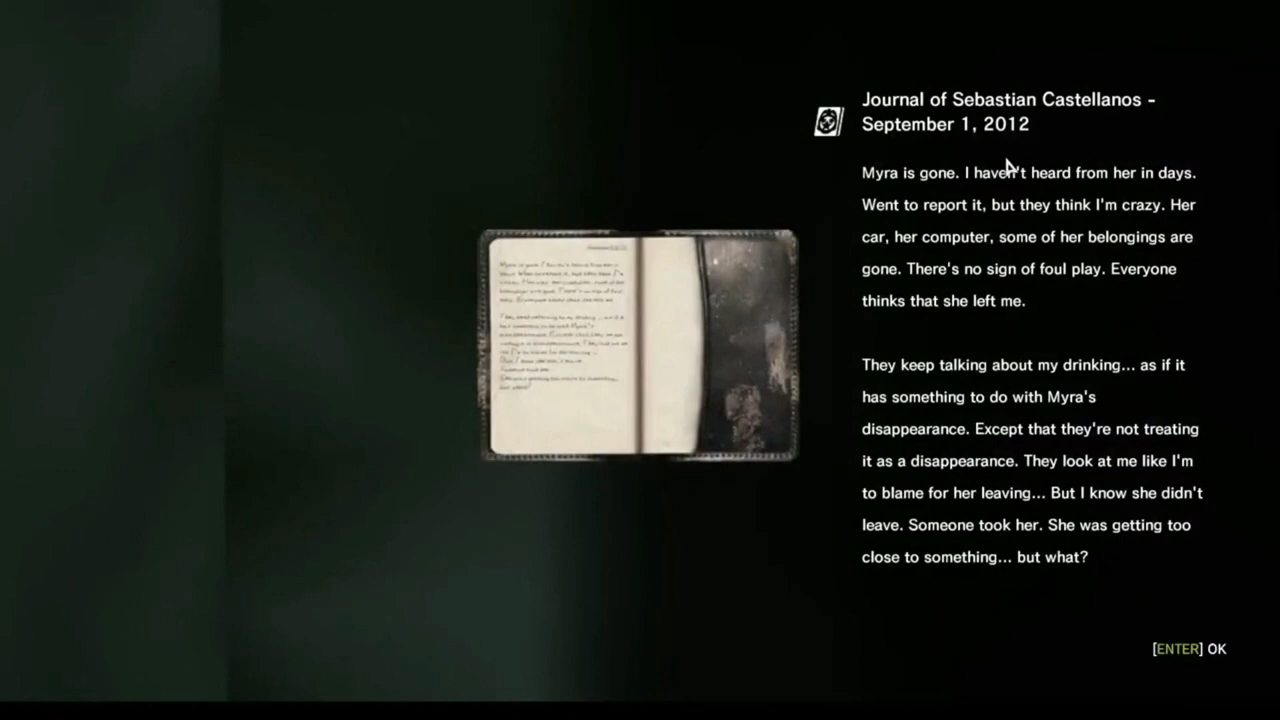 Journal of Sebastian Castellanos -
September 1, 2012
Myra is gone. I haven't heard from her in days.
Went to report it, but they think I'm crazy. Her
car, her computer, some of her belongings are
gone. There's no sign of foul play. Everyone
thinks that she left me.
They keep talking about my drinking... as if it
has something to do with Myra's
disappearance. Except that they're not treating
it as a disappearance. They look at me like I'm
to blame for her leaving... But I know she didn't
leave. Someone took her. She was getting too
close to something... but what?
[ENTER] OK